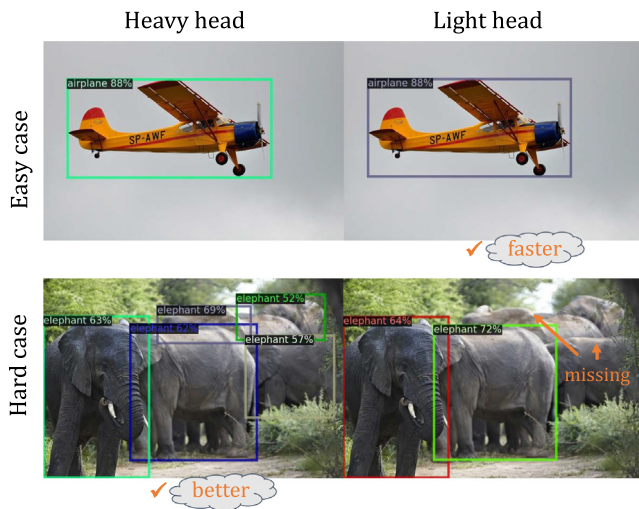 Heavy head
Light head
Easy case
airplane 88%
SP-AWF
airplane 88%
SP-AWF
✓ faster
Hard case
elephant 52%
elephant 69%
elephant 63%
elephant 62%
elephant 57%
elephant 64%
elephant 72%
missing
✓ better